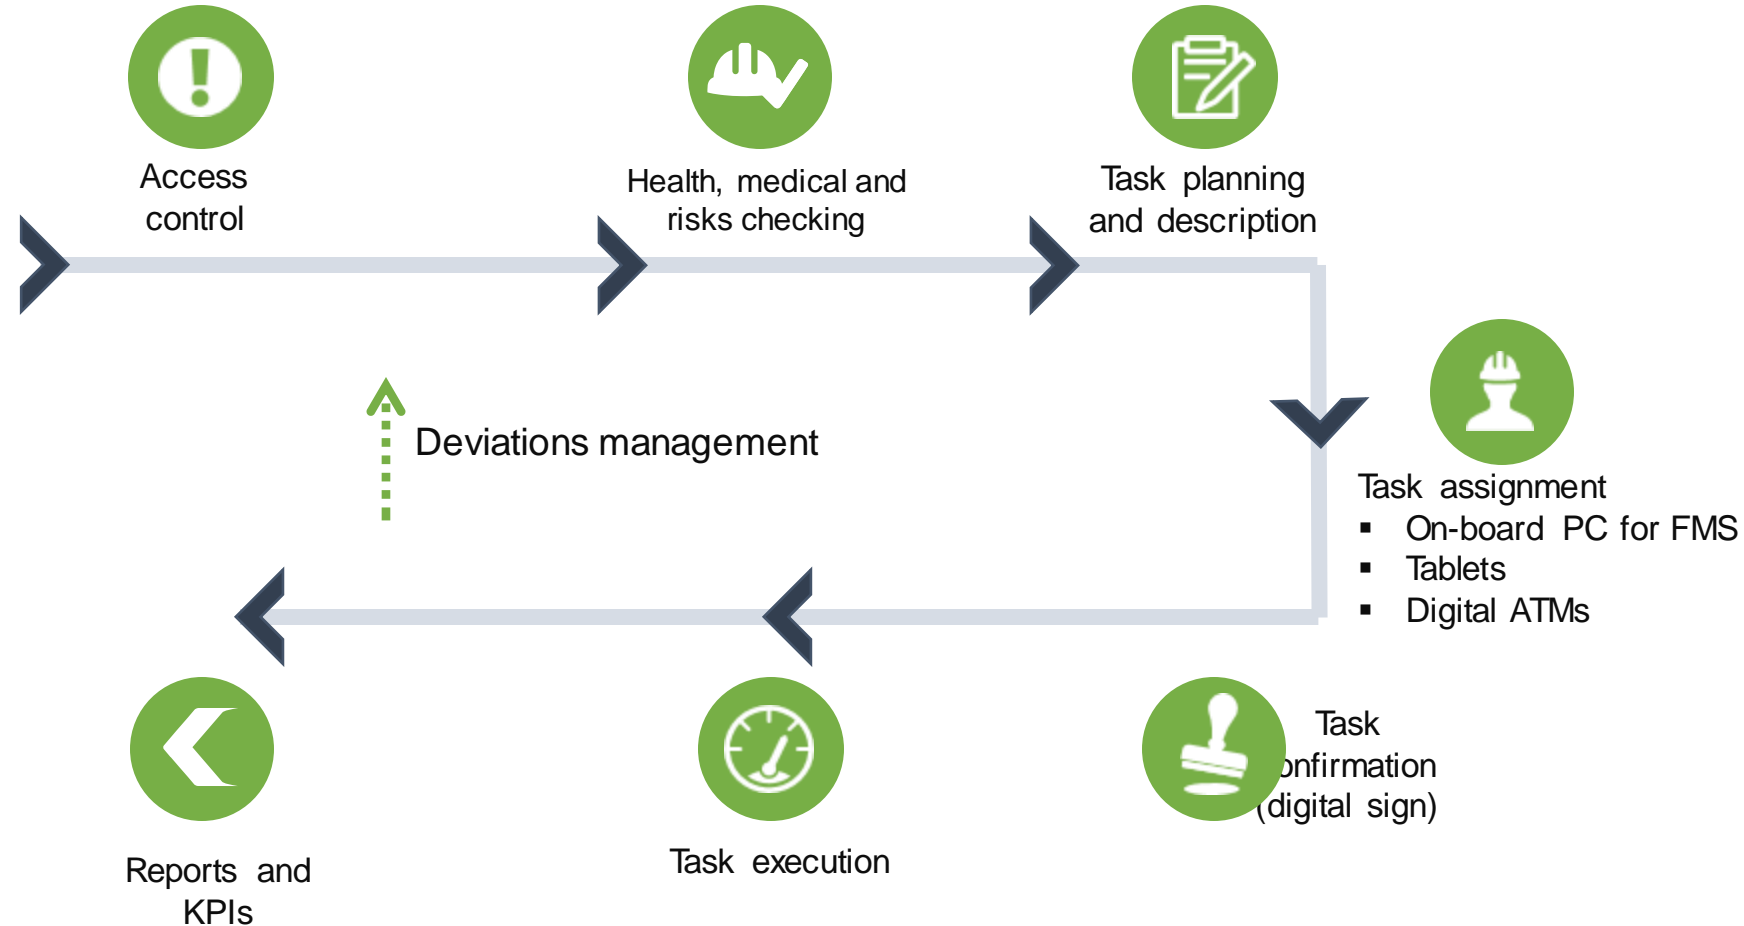 Access
control
Health, medical and
risks checking
Task planning
and description
Deviations management
Task assignment
▪ On-board PC for FMS
▪ Tablets
▪ Digital ATMs
Task
onfirmation
(digital sign)
Task execution
Reports and
KPIs